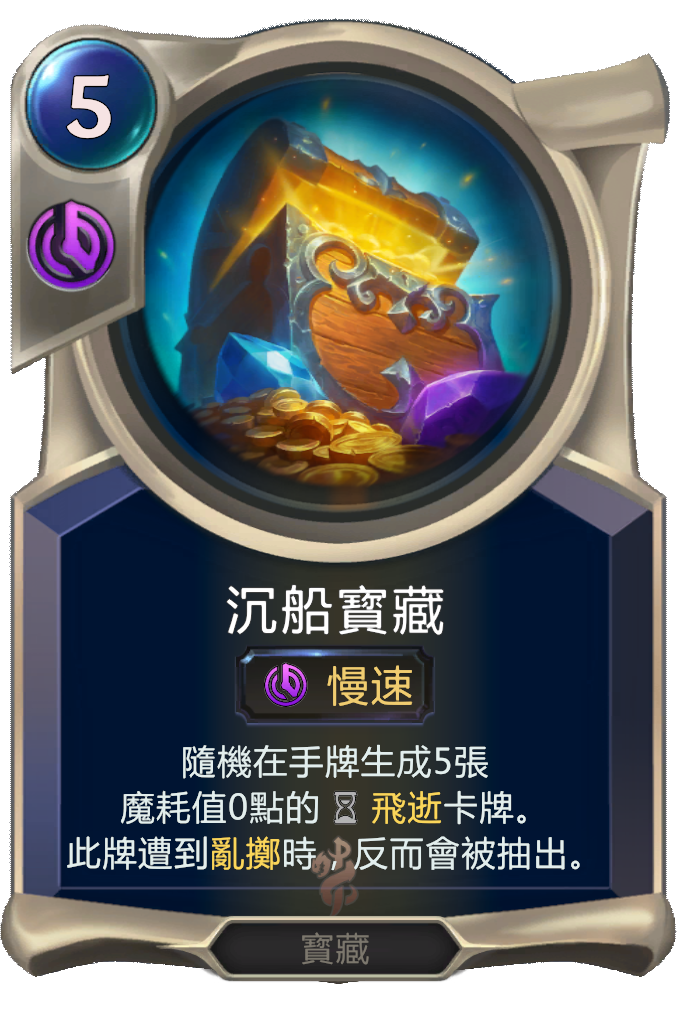 5
沉船寶藏
慢速
隨機在手牌生成5張
魔耗值0點的 飛逝卡牌。
此牌遭到亂擲時，反而會被抽出。
寶藏